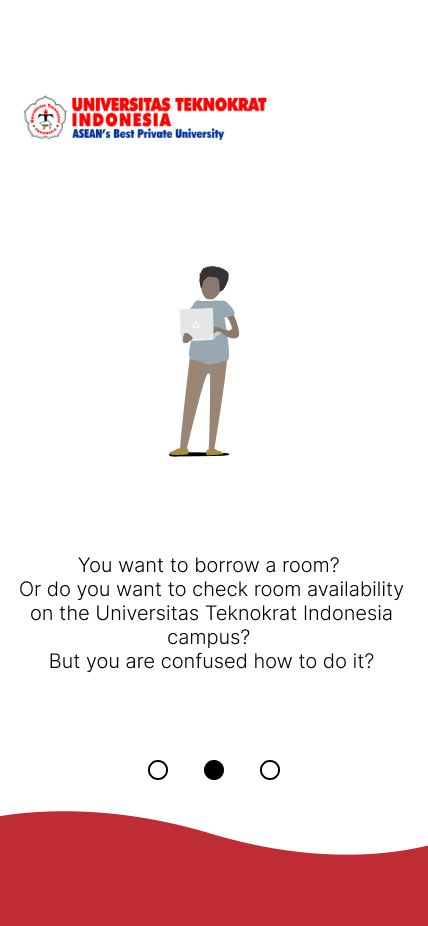 UNIVERSITAS TEKNOKRAT
INDONESIA
ASEAN's Best Private University
You want to borrow a room?
Or do you want to check room availability
on the Universitas Teknokrat Indonesia
campus?
But you are confused how to do it?